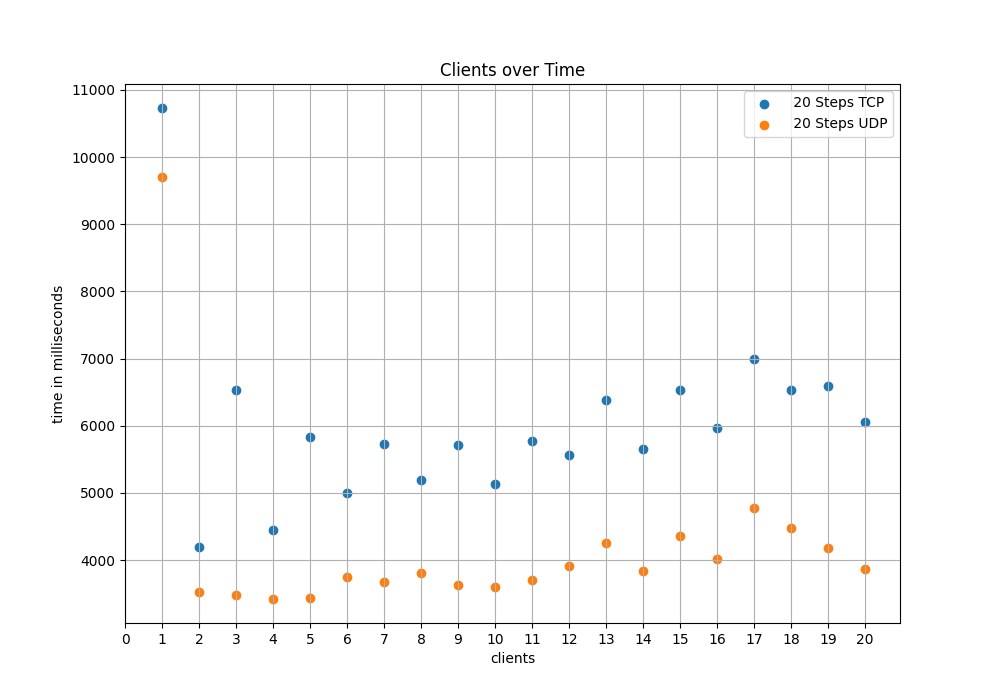 Clients over Time
20 Steps TCP
20 Steps UDP
time in milliseconds
11000
10000
9000
8000
7000
6000
5000
4000
0 1 2 3 4 5 6 7 8 9 10 11 12 13 14 15 16 17 18 19 20
clients